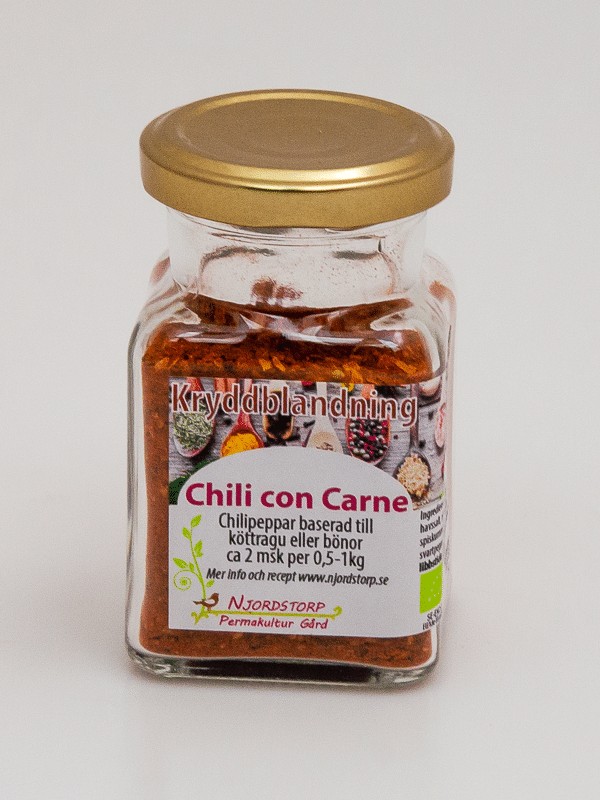 Kryddblandning
Chili con Carne
Chilipeppar baserad till
köttragu eller bönor
ca 2 msk per 0,5-1kg
Mer info och recept www.njordstorp.se
Njordstorp
Permakultur Gård
havssalt,